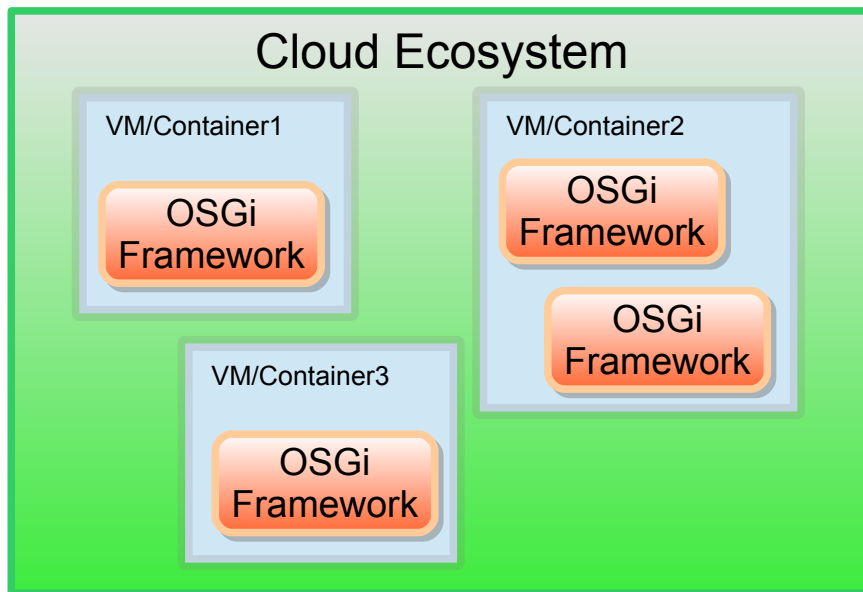 Cloud Ecosystem
VM/Container1
OSGi
Framework
VM/Container2
OSGi
Framework
OSGi
Framework
VM/Container3
OSGi
Framework